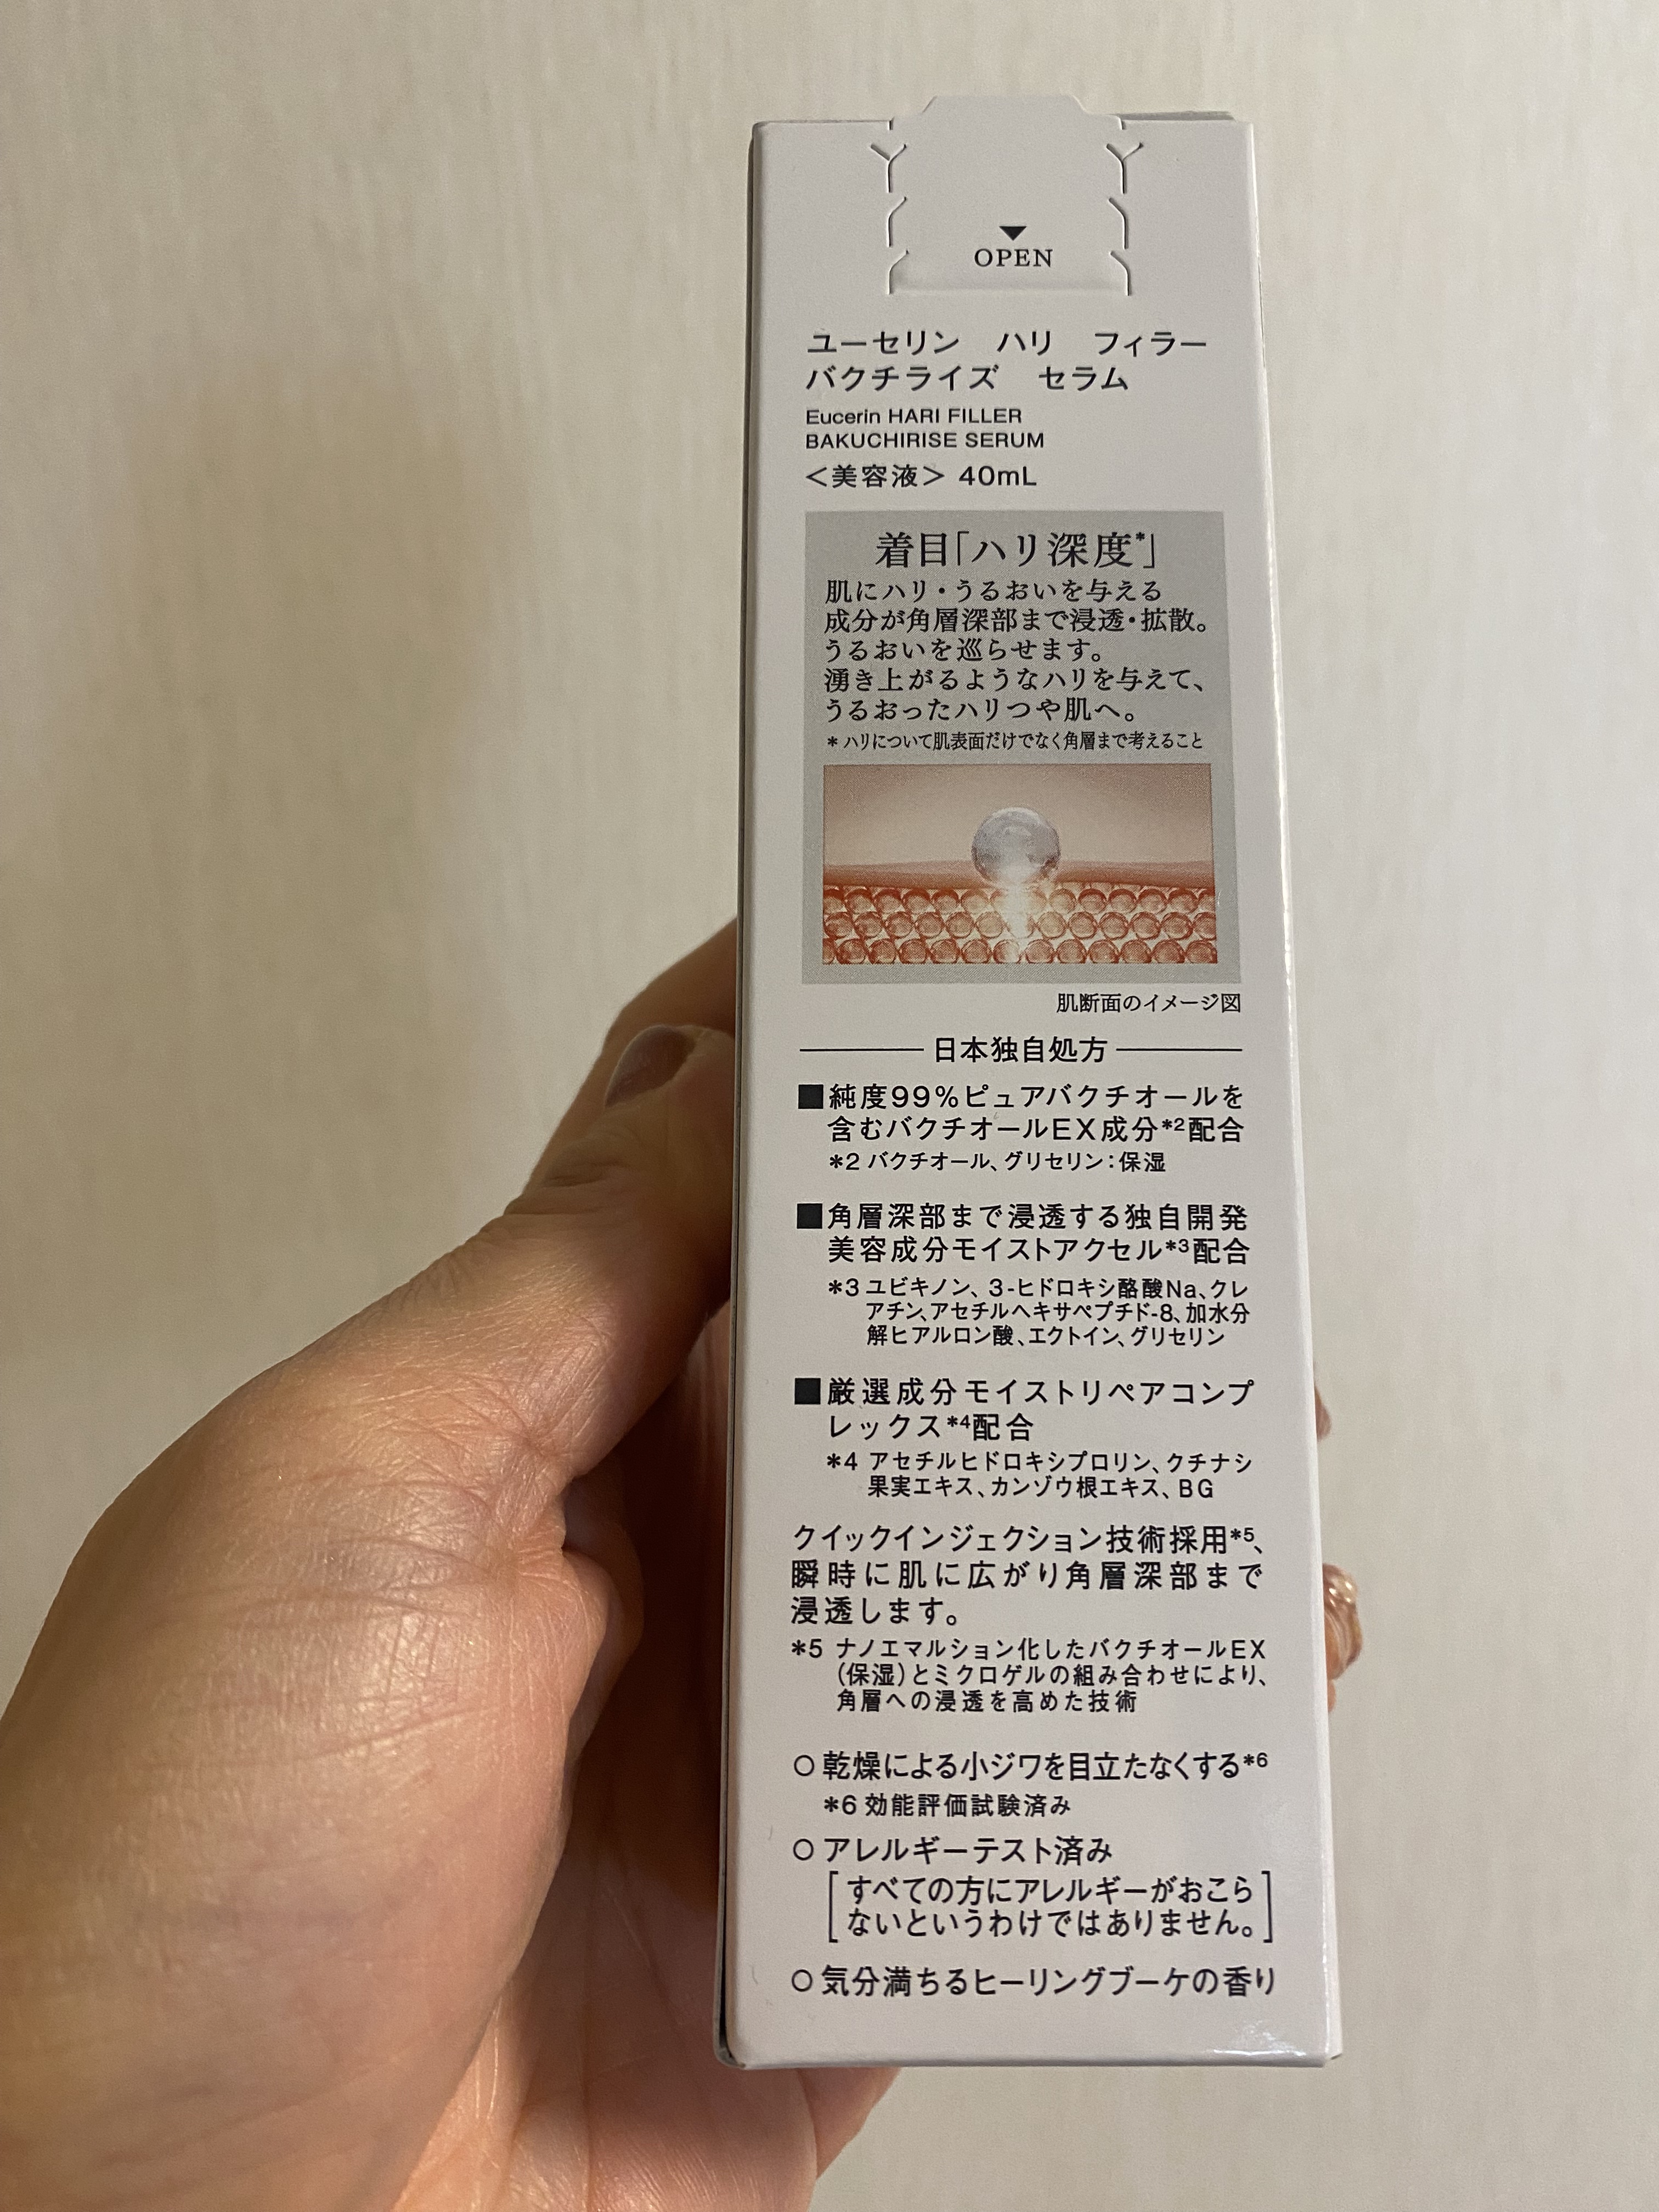 OPEN
ユーセリン ハリ フィラー
バクチライズ セラム
Eucerin HARI FILLER
BAKUCHIRISE SERUM
＜美容液＞ 40mL
着目「ハリ深度*」
肌にハリ・うるおいを与える
成分が角層深部まで浸透・拡散。
うるおいを巡らせます。
湧き上がるようなハリを与えて、
うるおったハリつや肌へ。
*ハリについて肌表面だけでなく角層まで考えること
肌断面のイメージ図
日本独自処方
■純度99%ピュアバクチオールを
含むバクチオールEX成分*2配合
*2 バクチオール、グリセリン：保湿
■角層深部まで浸透する独自開発
美容成分モイストアクセル*3配合
*3 ユビキノン、3-ヒドロキシ酪酸Na、クレ
アチン、アセチルヘキサペプチド-8、加水分
解ヒアルロン酸、エクトイン、グリセリン
■厳選成分モイストリペアコンプ
レックス*4配合
*4 アセチルヒドロキシプロリン、クチナシ
果実エキス、カンゾウ根エキス、BG
クイックインジェクション技術採用*5、
瞬時に肌に広がり角層深部まで
浸透します。
*5 ナノエマルション化したバクチオールEX
（保湿）とミクロゲルの組み合わせにより、
角層への浸透を高めた技術
○乾燥による小ジワを目立たなくする*6
*6 効能評価試験済み
○アレルギーテスト済み
[すべての方にアレルギーがおこら
ないというわけではありません。]
○気分満ちるヒーリングブーケの香り